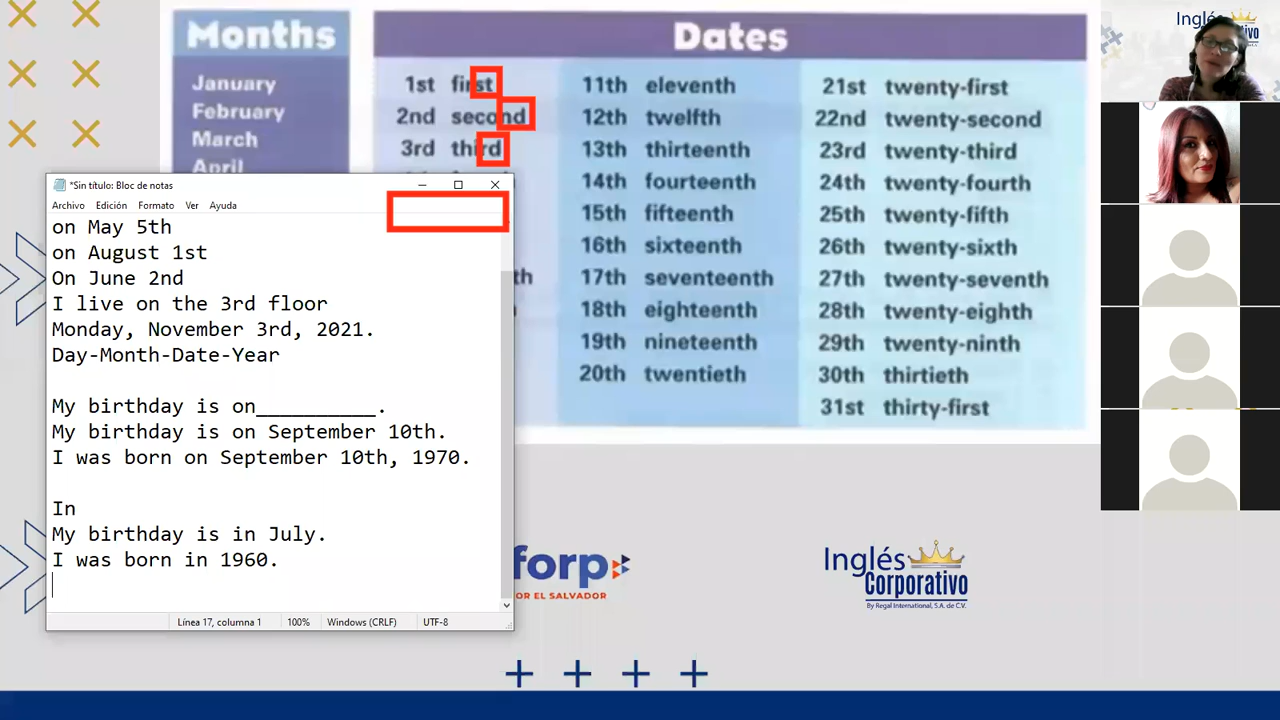 Months
January
February
March
April
Dates
1st first
2nd second
3rd third
th
11th eleventh
12th twelfth
13th thirteenth
14th fourteenth
15th fifteenth
16th sixteenth
17th seventeenth
18th eighteenth
19th nineteenth
20th twentieth
21st twenty-first
22nd twenty-second
23rd twenty-third
24th twenty-fourth
25th twenty-fifth
26th twenty-sixth
27th twenty-seventh
28th twenty-eighth
29th twenty-ninth
30th thirtieth
31st thirty-first
*Sin título: Bloc de notas
Archivo Edición Formato Ver Ayuda
on May 5th
on August 1st
On June 2nd
I live on the 3rd floor
Monday, November 3rd, 2021.
Day-Month-Date-Year
My birthday is on__________.
My birthday is on September 10th.
I was born on September 10th, 1970.
In
My birthday is in July.
I was born in 1960.
Línea 17, columna 1 100% Windows (CRLF) UTF-8
forp
OR EL SALVADOR
Inglés
Corporativo
By Regal International, S.A. de C.V.